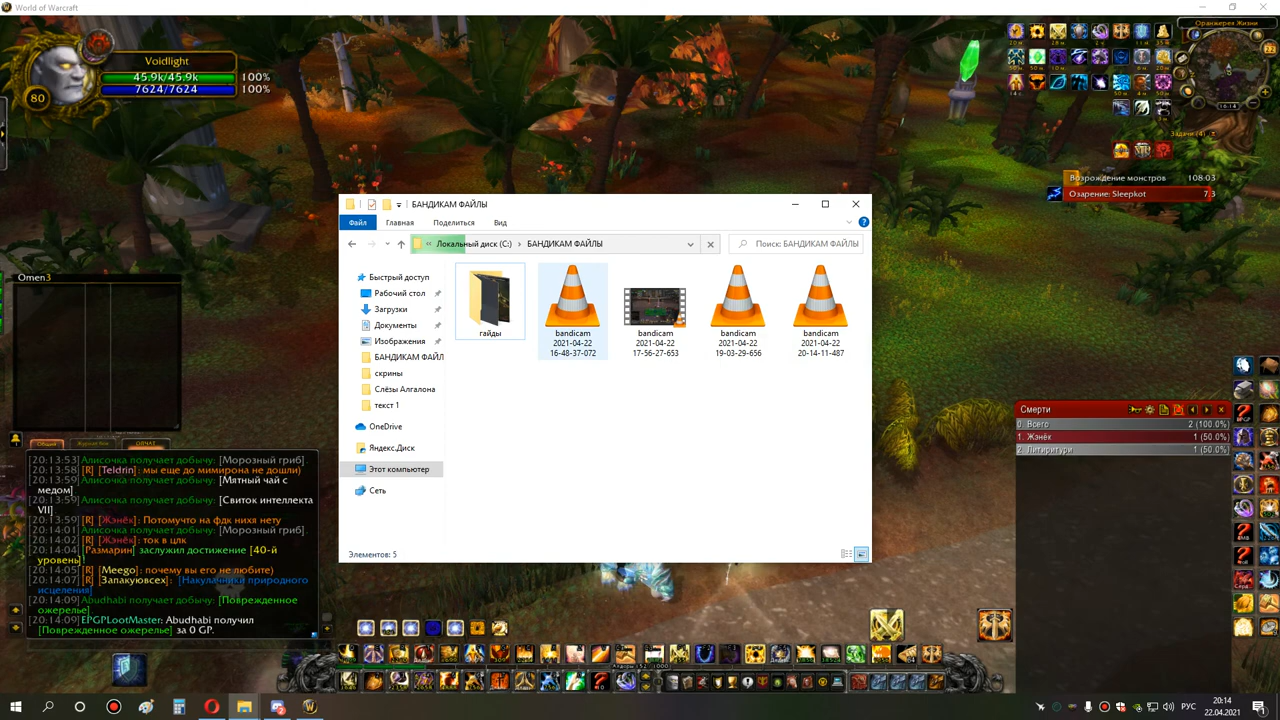 World of Warcraft
Voidlight
45.9k/45.9k 100%
7624/7624 100%
80
Оранжерея Жизни
Задачи (4)
Возрождение монстров 108:03
Озарение: Sleepkot 7.3
БАНДИКАМ ФАЙЛЫ
Файл Главная Поделиться Вид
« Локальный диск (C:) › БАНДИКАМ ФАЙЛЫ
Поиск: БАНДИКАМ ФАЙЛЫ
Быстрый доступ
Рабочий стол
Загрузки
Документы
Изображения
БАНДИКАМ ФАЙЛ
скрины
Слёзы Алгалона
текст 1
OneDrive
Яндекс.Диск
Этот компьютер
Сеть
гайды
bandicam
2021-04-22
16-48-37-072
bandicam
2021-04-22
17-56-27-653
bandicam
2021-04-22
19-03-29-656
bandicam
2021-04-22
20-14-11-487
Элементов: 5
Omen3
[20:13:53] Алисочка получает добычу: [Морозный гриб].
[20:13:58] [R] [Teldrin]: мы еще до мимирона не дошли)
[20:13:59] Алисочка получает добычу: [Мятный чай с
медом].
[20:13:59] Алисочка получает добычу: [Свиток интеллекта
VII]
[20:13:59] [R] [Жэнёк]: Потомучто на фдк нихя нету
[20:14:01] Алисочка получает добычу: [Морозный гриб].
[20:14:02] [R] [Жэнёк]: ток в цлк
[20:14:04] [Размарин] заслужил достижение [40-й
уровень]!
[20:14:05] [R] [Meego]: почему вы его не любите)
[20:14:07] [R] [Запакуювсех]: [Накулачники природного
исцеления]
[20:14:09] Abudhabi получает добычу: [Поврежденное
ожерелье].
[20:14:09] EPGPLootMaster: Abudhabi получил
[Поврежденное ожерелье] за 0 GP.
Смерти
0. Всего 2 (100.0%)
1. Жэнёк 1 (50.0%)
1 (50.0%)
РУС
20:14
22.04.2021